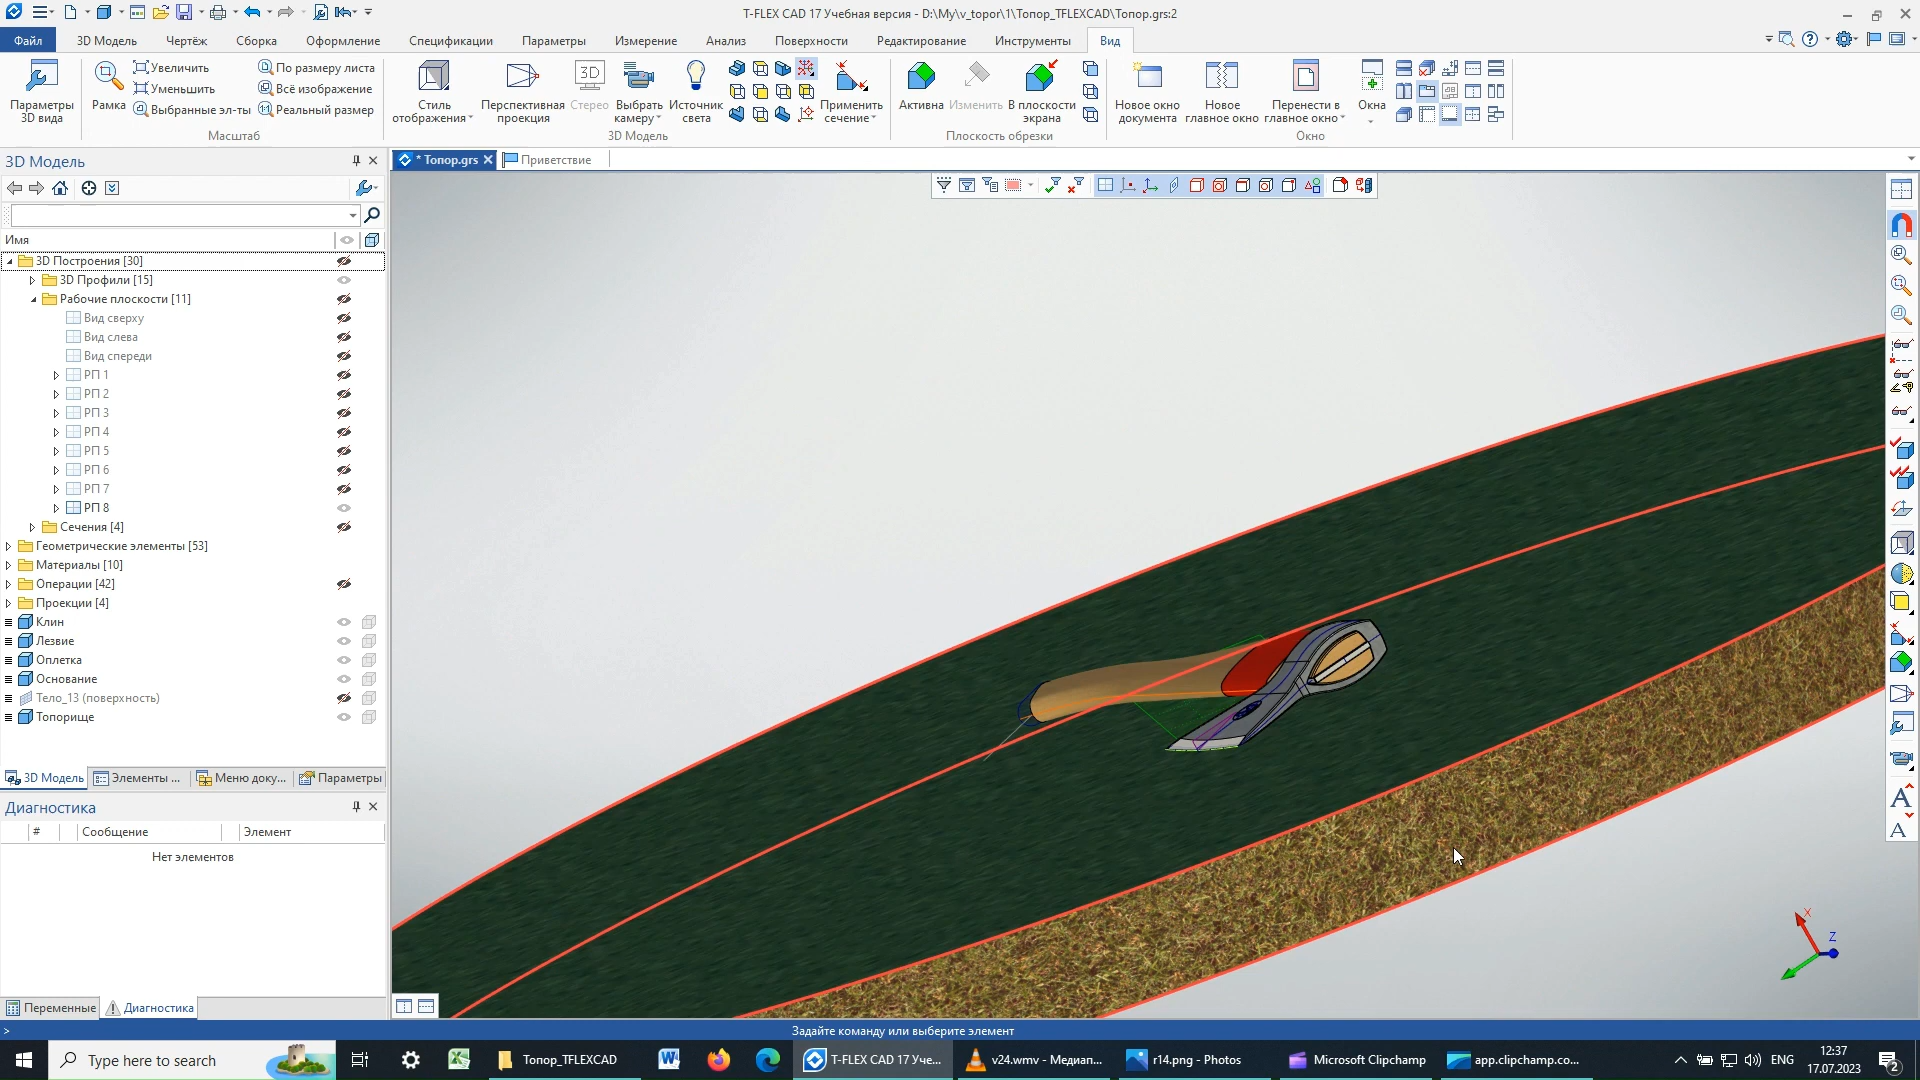 T-FLEX CAD 17 Учебная версия - D:\My\v_topor\1\Топор_TFLEXCAD\Топор.grs:2
Файл 3D Модель Чертёж Сборка Оформление Спецификации Параметры Измерение Анализ Поверхности Редактирование Инструменты Вид
Параметры 3D вида
Рамка
Увеличить
Уменьшить
Выбранные эл-ты
По размеру листа
Всё изображение
Реальный размер
Масштаб
Стиль отображения
Перспективная проекция
3D
Стерео
Выбрать камеру
Источник света
Применить сечение
3D Модель
Активна
Изменить
В плоскости экрана
Плоскость обрезки
Новое окно документа
Новое главное окно
Перенести в главное окно
Окна
Окно
3D Модель
* Топор.grs
Приветствие
Имя
3D Построения [30]
3D Профили [15]
Рабочие плоскости [11]
Вид сверху
Вид слева
Вид спереди
РП 1
РП 2
РП 3
РП 4
РП 5
РП 6
РП 7
РП 8
Сечения [4]
Геометрические элементы [53]
Материалы [10]
Операции [42]
Проекции [4]
Клин
Лезвие
Оплетка
Основание
Тело_13 (поверхность)
Топорище
3D Модель Элементы ... Меню доку... Параметры
Диагностика
# Сообщение Элемент
Нет элементов
X
Z
A
A
Переменные Диагностика
> Задайте команду или выберите элемент
Type here to search
Топор_TFLEXCAD
T-FLEX CAD 17 Уче...
v24.wmv - Медиап...
r14.png - Photos
Microsoft Clipchamp
app.clipchamp.co...
ENG
12:37
17.07.2023
2